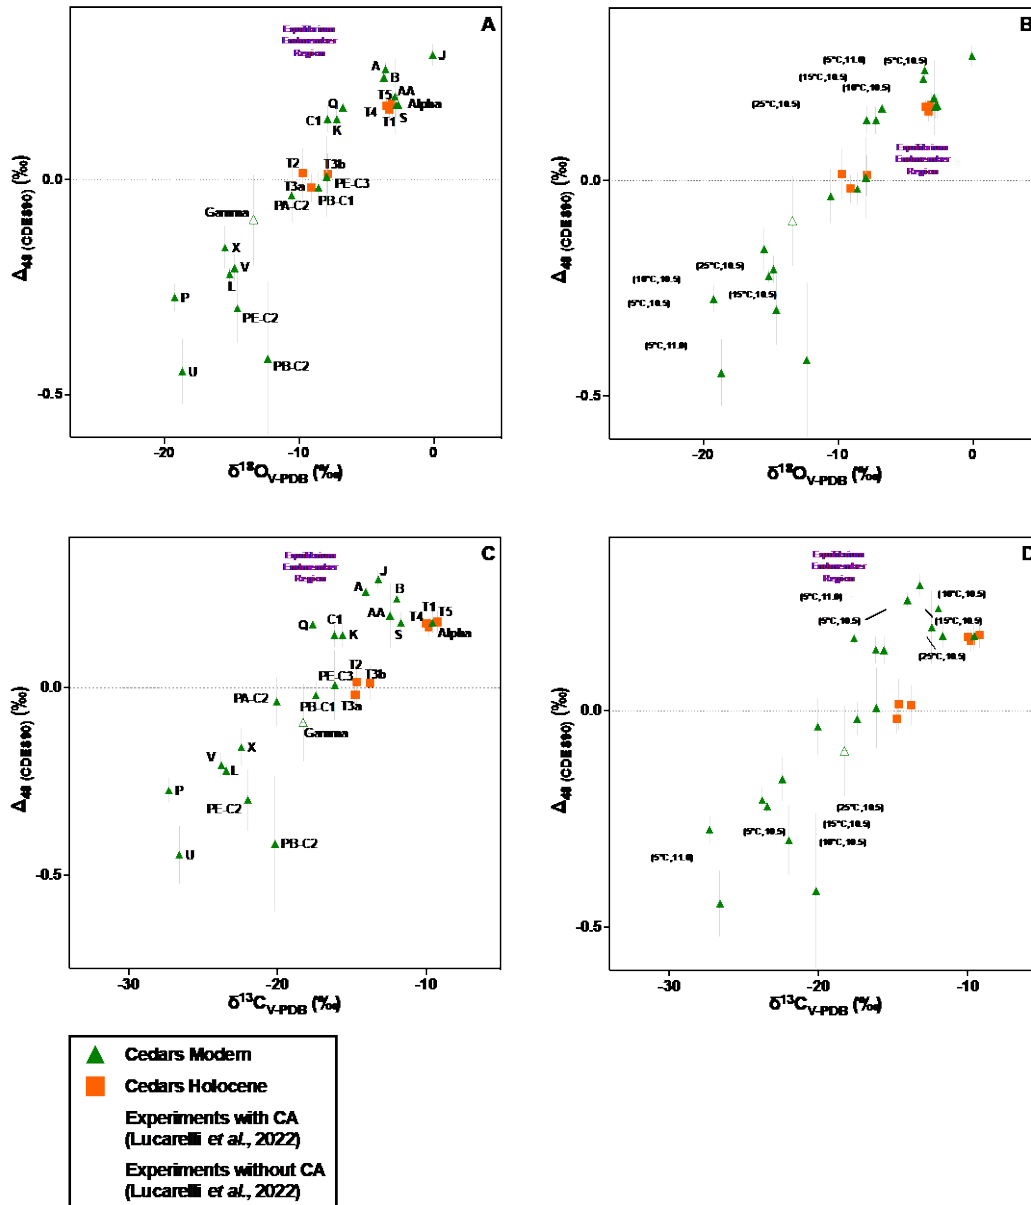 A
Equilibrium
Endmember
Region
J
A
B
AA
T5
Q
Alpha
T4
T1
S
C1
K
T2
T3b
T3a
PE-C3
PB-C1
PA-C2
Gamma
X
V
L
P
PE-C2
PB-C2
U
0.0
-0.5
-20
-10
0
Δ48 (CDES90) (‰)
δ18OV-PDB (‰)
B
(5°C,11.0)
(5°C,10.5)
(15°C,10.5)
(10°C,10.5)
(25°C,10.5)
Equilibrium
Endmember
Region
(25°C,10.5)
(10°C,10.5)
(15°C,10.5)
(5°C,10.5)
(5°C,11.0)
0.0
-0.5
-20
-10
0
Δ48 (CDES90) (‰)
δ18OV-PDB (‰)
C
Equilibrium
Endmember
Region
J
A
B
AA
T1
T5
T4
Q
C1
K
S
Alpha
PE-C3
T2
T3b
PA-C2
PB-C1
T3a
Gamma
X
V
L
P
PE-C2
PB-C2
U
0.0
-0.5
-30
-20
-10
Δ48 (CDES90) (‰)
δ13CV-PDB (‰)
D
Equilibrium
Endmember
Region
(5°C,11.0)
(10°C,10.5)
(5°C,10.5)
(15°C,10.5)
(25°C,10.5)
(25°C,10.5)
(15°C,10.5)
(5°C,10.5)
(10°C,10.5)
(5°C,11.0)
0.0
-0.5
-30
-20
-10
Δ48 (CDES90) (‰)
δ13CV-PDB (‰)
Cedars Modern
Cedars Holocene
Experiments with CA
(Lucarelli et al., 2022)
Experiments without CA
(Lucarelli et al., 2022)